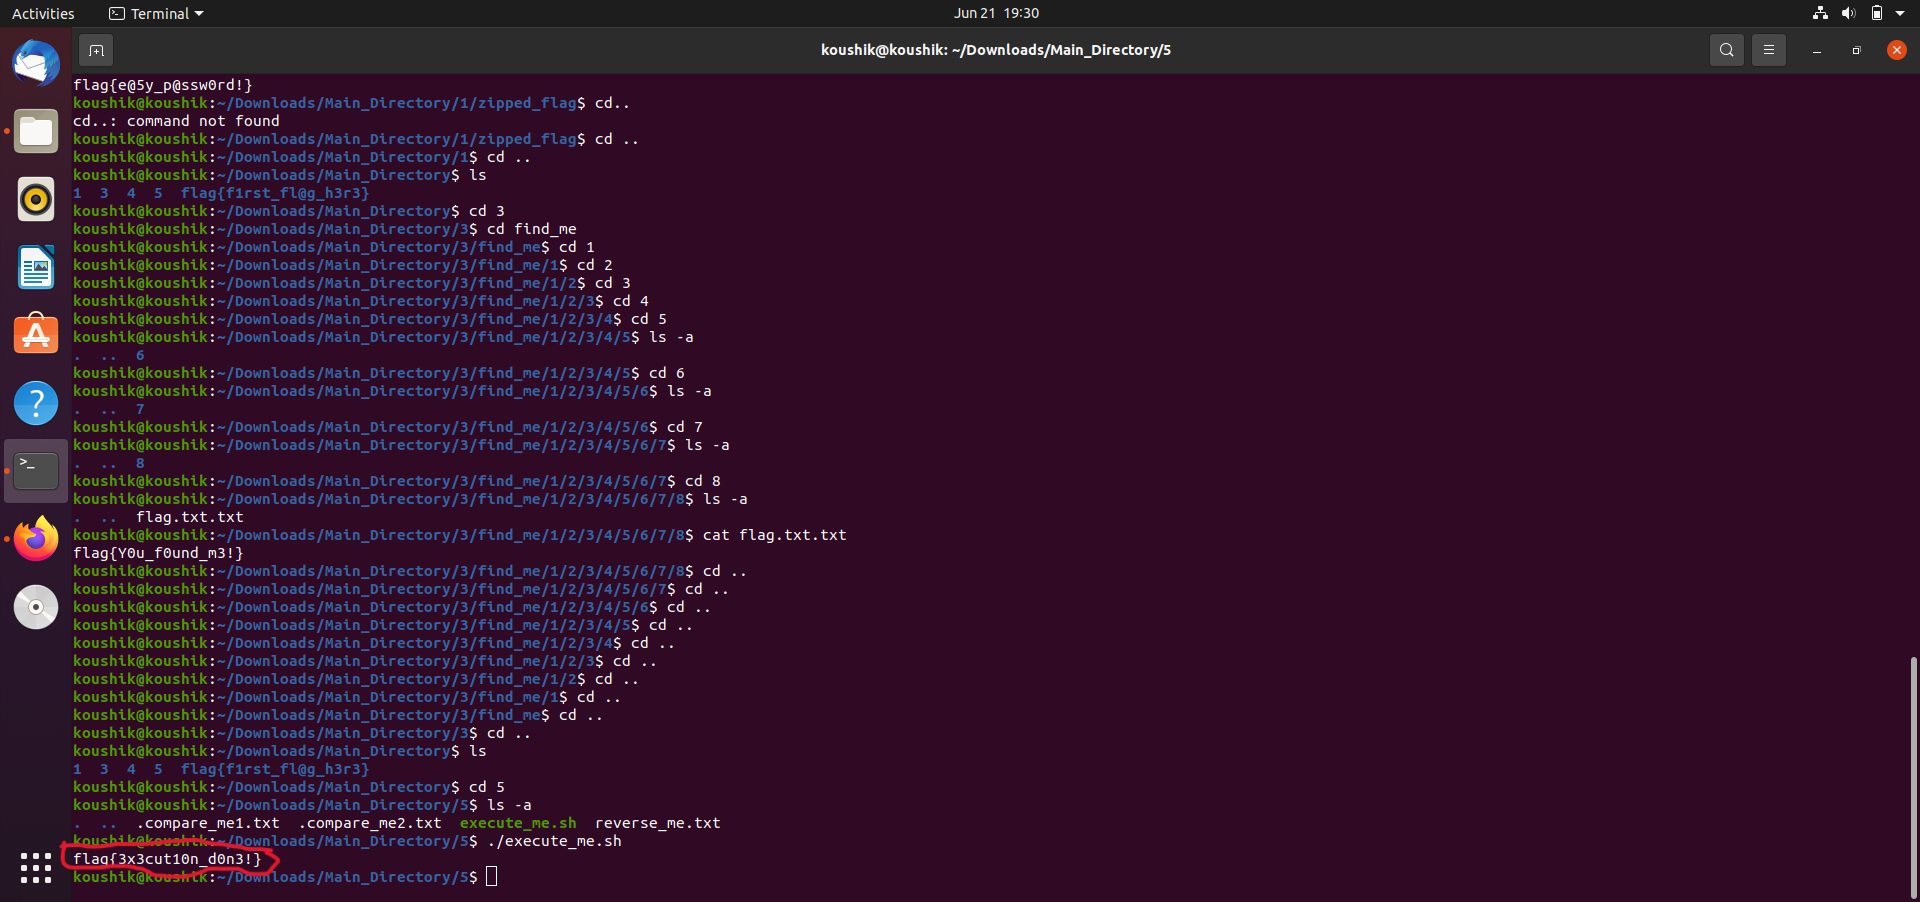 Activities Terminal Jun 21 19:30
koushik@koushik: ~/Downloads/Main_Directory/5
flag{e@5y_p@ssw0rd!}
koushik@koushik:~/Downloads/Main_Directory/1/zipped_flag$ cd..
cd..: command not found
koushik@koushik:~/Downloads/Main_Directory/1/zipped_flag$ cd ..
koushik@koushik:~/Downloads/Main_Directory/1$ cd ..
koushik@koushik:~/Downloads/Main_Directory$ ls
1 3 4 5 flag{f1rst_fl@g_h3r3}
koushik@koushik:~/Downloads/Main_Directory$ cd 3
koushik@koushik:~/Downloads/Main_Directory/3$ cd find_me
koushik@koushik:~/Downloads/Main_Directory/3/find_me$ cd 1
koushik@koushik:~/Downloads/Main_Directory/3/find_me/1$ cd 2
koushik@koushik:~/Downloads/Main_Directory/3/find_me/1/2$ cd 3
koushik@koushik:~/Downloads/Main_Directory/3/find_me/1/2/3$ cd 4
koushik@koushik:~/Downloads/Main_Directory/3/find_me/1/2/3/4$ cd 5
koushik@koushik:~/Downloads/Main_Directory/3/find_me/1/2/3/4/5$ ls -a
. .. 6
koushik@koushik:~/Downloads/Main_Directory/3/find_me/1/2/3/4/5$ cd 6
koushik@koushik:~/Downloads/Main_Directory/3/find_me/1/2/3/4/5/6$ ls -a
. .. 7
koushik@koushik:~/Downloads/Main_Directory/3/find_me/1/2/3/4/5/6$ cd 7
koushik@koushik:~/Downloads/Main_Directory/3/find_me/1/2/3/4/5/6/7$ ls -a
. .. 8
koushik@koushik:~/Downloads/Main_Directory/3/find_me/1/2/3/4/5/6/7$ cd 8
koushik@koushik:~/Downloads/Main_Directory/3/find_me/1/2/3/4/5/6/7/8$ ls -a
. .. flag.txt.txt
koushik@koushik:~/Downloads/Main_Directory/3/find_me/1/2/3/4/5/6/7/8$ cat flag.txt.txt
flag{Y0u_f0und_m3!}
koushik@koushik:~/Downloads/Main_Directory/3/find_me/1/2/3/4/5/6/7/8$ cd ..
koushik@koushik:~/Downloads/Main_Directory/3/find_me/1/2/3/4/5/6/7$ cd ..
koushik@koushik:~/Downloads/Main_Directory/3/find_me/1/2/3/4/5/6$ cd ..
koushik@koushik:~/Downloads/Main_Directory/3/find_me/1/2/3/4/5$ cd ..
koushik@koushik:~/Downloads/Main_Directory/3/find_me/1/2/3/4$ cd ..
koushik@koushik:~/Downloads/Main_Directory/3/find_me/1/2/3$ cd ..
koushik@koushik:~/Downloads/Main_Directory/3/find_me/1/2$ cd ..
koushik@koushik:~/Downloads/Main_Directory/3/find_me/1$ cd ..
koushik@koushik:~/Downloads/Main_Directory/3/find_me$ cd ..
koushik@koushik:~/Downloads/Main_Directory/3$ cd ..
koushik@koushik:~/Downloads/Main_Directory$ ls
1 3 4 5 flag{f1rst_fl@g_h3r3}
koushik@koushik:~/Downloads/Main_Directory$ cd 5
koushik@koushik:~/Downloads/Main_Directory/5$ ls -a
. .. .compare_me1.txt .compare_me2.txt execute_me.sh reverse_me.txt
koushik@koushik:~/Downloads/Main_Directory/5$ ./execute_me.sh
flag{3x3cut10n_d0n3!}
koushik@koushik:~/Downloads/Main_Directory/5$